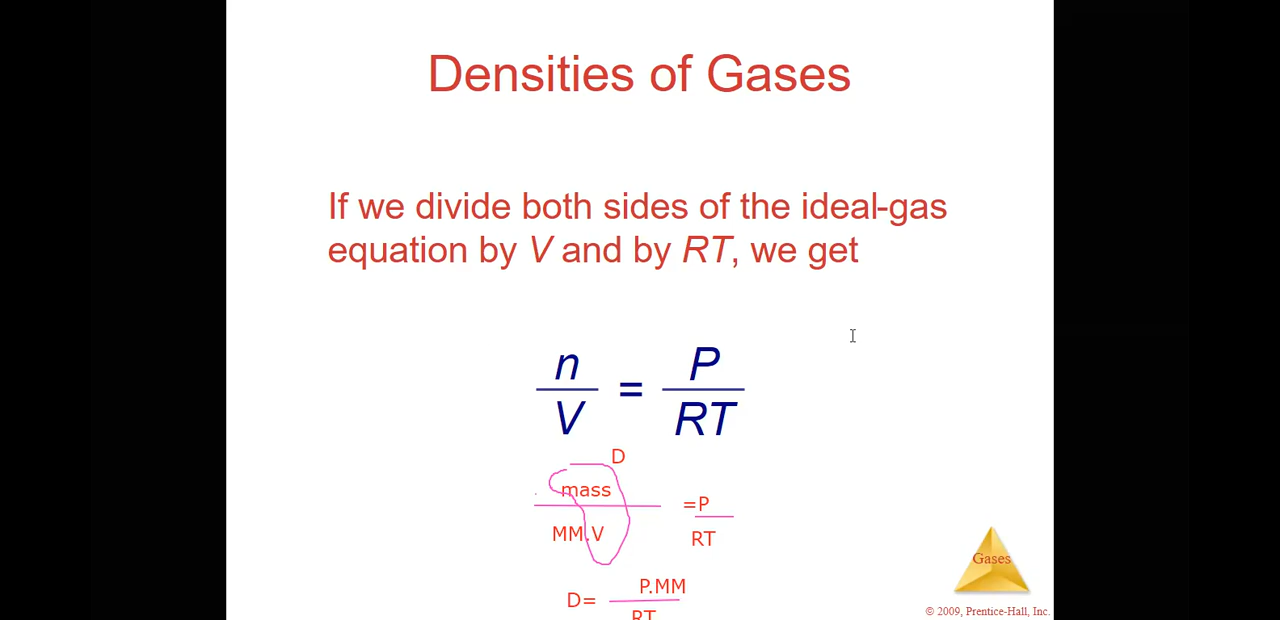 Densities of Gases
If we divide both sides of the ideal-gas
equation by V and by RT, we get
n
V
=
P
RT
D
mass
MM.V
=P
RT
D=
P.MM
RT
Gases
© 2009, Prentice-Hall, Inc.